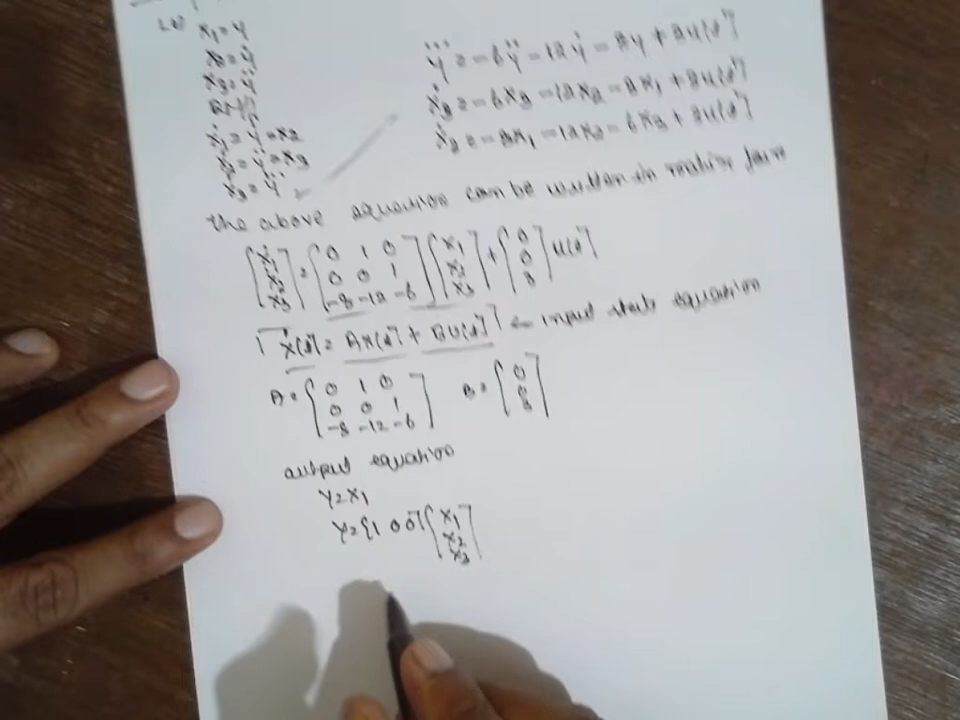 Let x₁ = y
x₂ = ẏ
x₃ = ÿ
ẋ₁ = ẏ = x₂
ẋ₂ = ÿ = x₃
ẋ₃ = y⃛
y⃛ = -6ÿ - 12ẏ - 8y + 8u(t)
ẋ₃ = -6x₃ - 12x₂ - 8x₁ + 8u(t)
ẋ₃ = -8x₁ - 12x₂ - 6x₃ + 8u(t)
the above equation can be written in matrix form
[ẋ₁ ẋ₂ ẋ₃] = [0 1 0
0 0 1
-8 -12 -6] [x₁ x₂ x₃] + [0 0 8] u(t)
Ẋ(t) = AX(t) + BU(t) ← input state equation
A = [0 1 0 B = [0
0 0 1 0
-8 -12 -6] 8]
output equation
Y = X₁
Y = [1 0 0] [x₁
x₂
x₃]